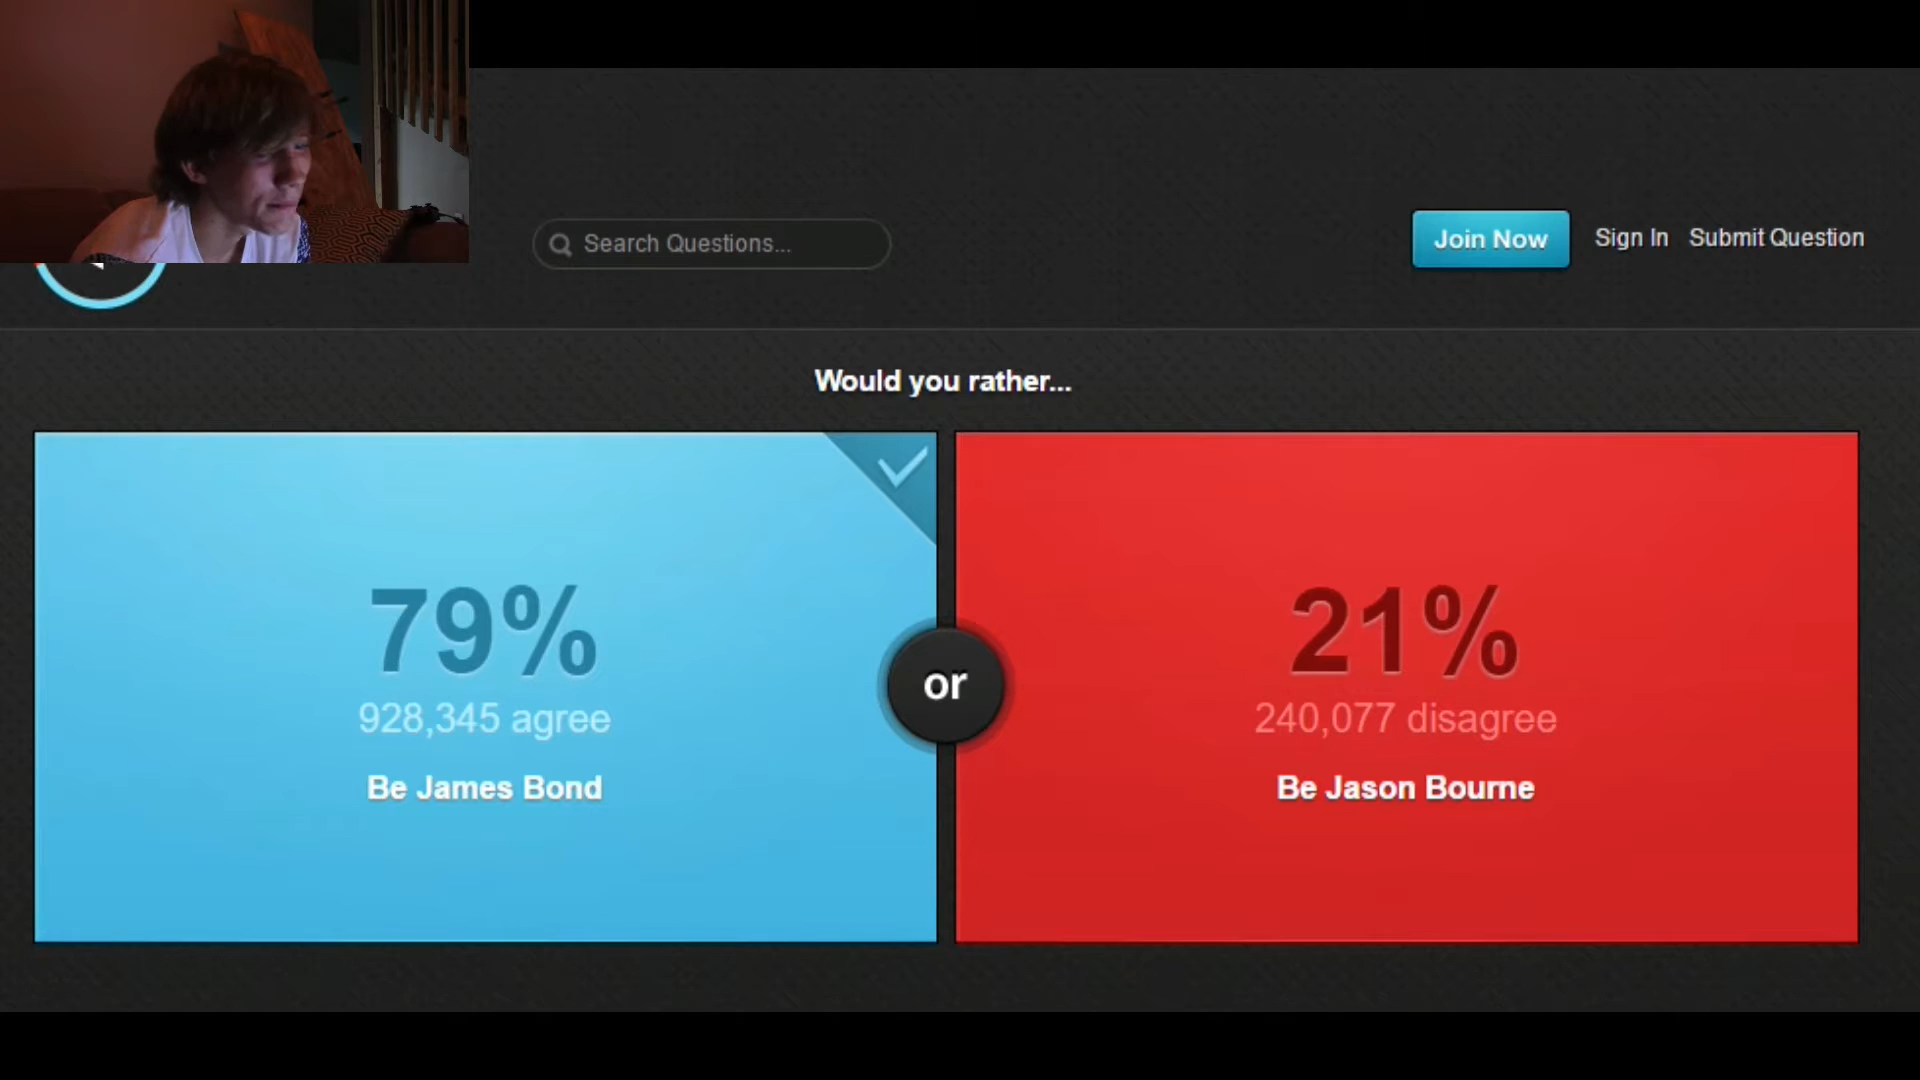 Search Questions...
Join Now
Sign In
Submit Question
Would you rather...
79%
928,345 agree
Be James Bond
or
21%
240,077 disagree
Be Jason Bourne